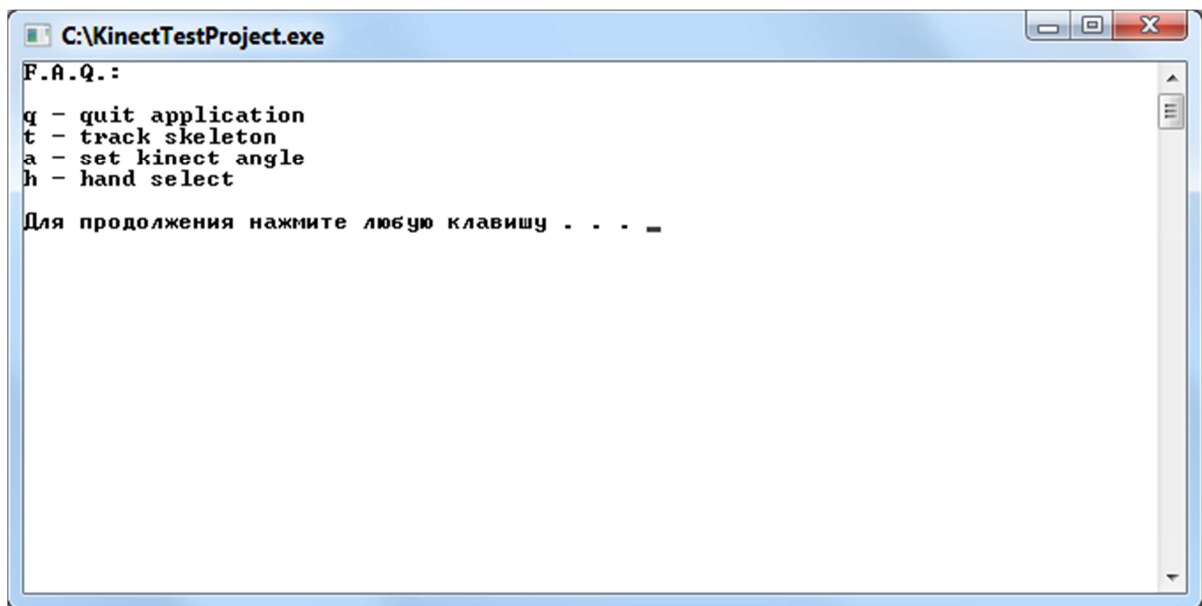 C:\KinectTestProject.exe
F.A.Q.:
q - quit application
t - track skeleton
a - set kinect angle
h - hand select
Для продолжения нажмите любую клавишу . . . _